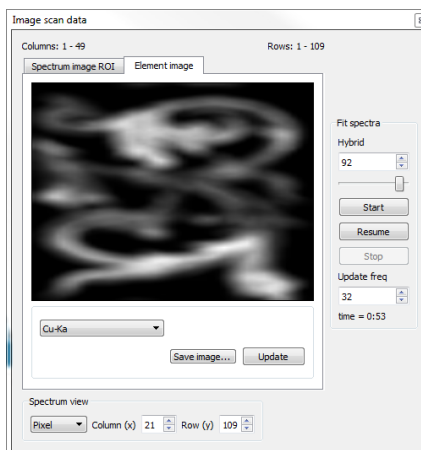 Image scan data
Columns: 1 - 49 Rows: 1 - 109
Spectrum image ROI Element image
Fit spectra
Hybrid
92
Start
Resume
Stop
Update freq
32
time = 0:53
Cu-Ka
Save image... Update
Spectrum view
Pixel Column (x) 21 Row (y) 109